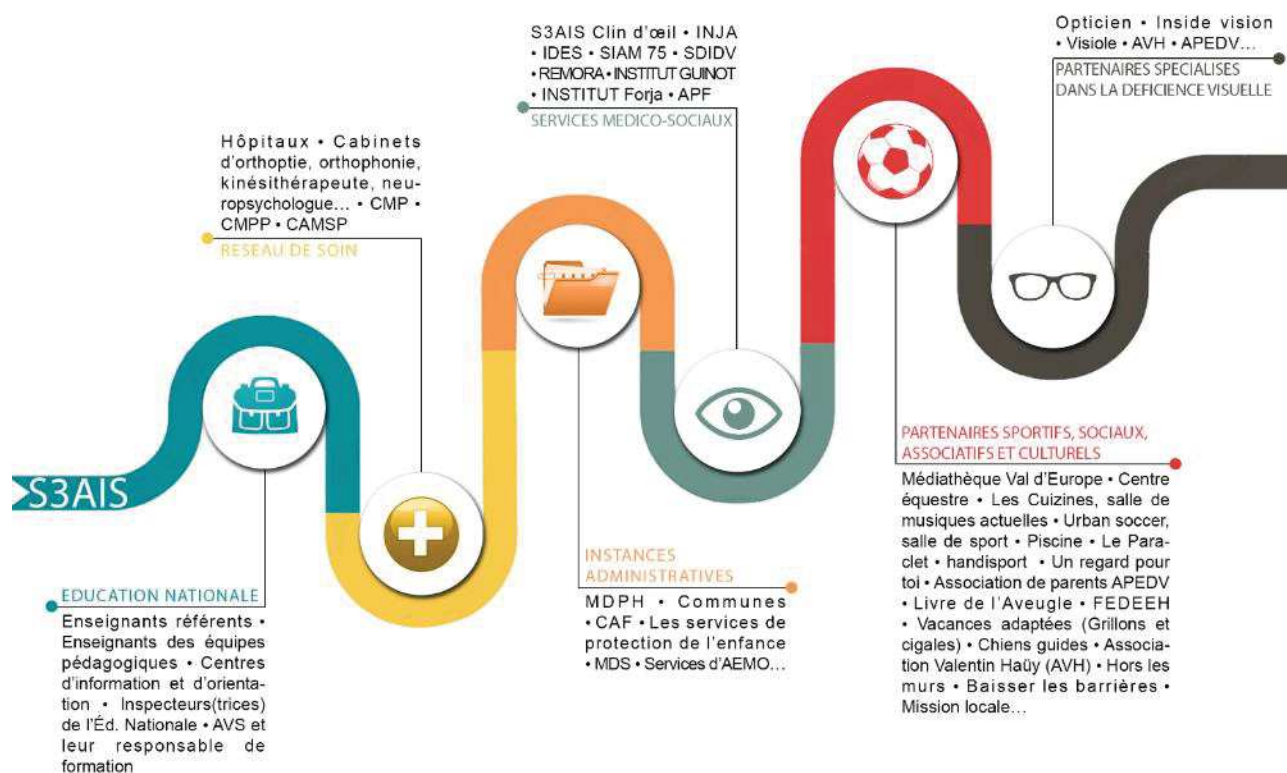 S3AIS
EDUCATION NATIONALE
Enseignants référents •
Enseignants des équipes
pédagogiques • Centres
d'information et d'orienta-
tion • Inspecteurs(trices)
de l'Éd. Nationale • AVS et
leur responsable de
formation
Hôpitaux • Cabinets
d'orthoptie, orthophonie,
kinésithérapeute, neu-
ropsychologue... • CMP •
CMPP • CAMSP
RESEAU DE SOIN
INSTANCES
ADMINISTRATIVES
MDPH • Communes
• CAF • Les services de
protection de l'enfance
• MDS • Services d'AEMO...
S3AIS Clin d'œil • INJA
• IDES • SIAM 75 • SDIDV
• REMORA • INSTITUT GUINOT
• INSTITUT Forja • APF
SERVICES MEDICO-SOCIAUX
PARTENAIRES SPORTIFS, SOCIAUX,
ASSOCIATIFS ET CULTURELS
Médiathèque Val d'Europe • Centre
équestre • Les Cuizines, salle de
musiques actuelles • Urban soccer,
salle de sport • Piscine • Le Para-
clet • handisport • Un regard pour
toi • Association de parents APEDV
• Livre de l'Aveugle • FEDEEH
• Vacances adaptées (Grillons et
cigales) • Chiens guides • Associa-
tion Valentin Haüy (AVH) • Hors les
murs • Baisser les barrières •
Mission locale...
Opticien • Inside vision
• Visiole • AVH • APEDV...
PARTENAIRES SPECIALISES
DANS LA DEFICIENCE VISUELLE